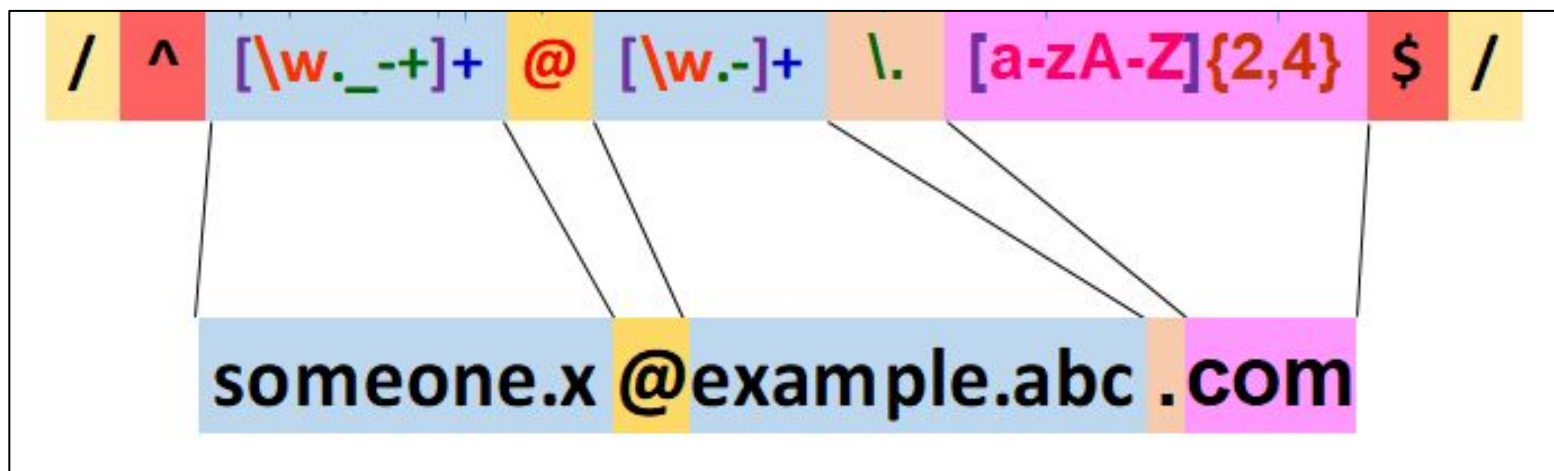 / ^ [\w._-+]+ @ [\w.-]+ \. [a-zA-Z]{2,4} $ /
someone.x @example.abc .com